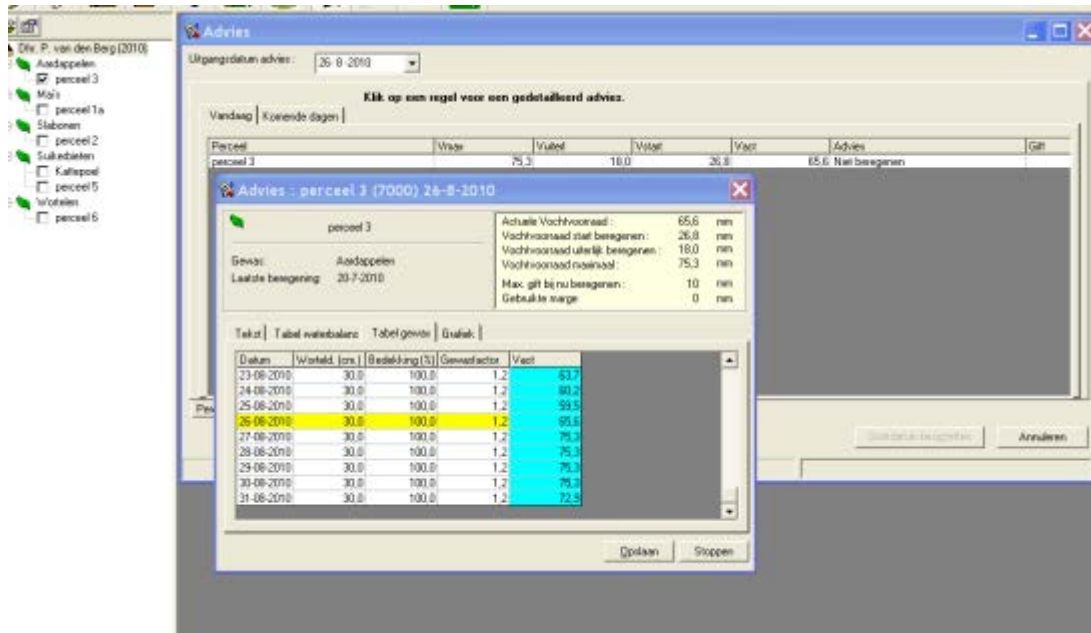 Dhr. P. van den Berg (2010)
Aardappelen
perceel 3
Maïs
perceel 1a
Slabonen
perceel 2
Suikerbieten
Kattepoel
perceel 5
Wortelen
perceel 6
Advies
Uitgangsdatum advies : 26- 8 -2010
Klik op een regel voor een gedetailleerd advies.
Vandaag Komende dagen
Perceel Vmax Vuiterl Vstart Vact Advies Gift
perceel 3 75,3 18,0 26,8 65,6 Niet beregenen
Advies : perceel 3 (7000) 26-8-2010
perceel 3
Gewas: Aardappelen
Laatste beregening: 20-7-2010
Actuele Vochtvoorraad : 65,6 mm
Vochtvoorraad start beregenen : 26,8 mm
Vochtvoorraad uiterlijk beregenen : 18,0 mm
Vochtvoorraad maximaal : 75,3 mm
Max. gift bij nu beregenen : 10 mm
Gebruikte marge 0 mm
Tekst Tabel waterbalans Tabel gewas Grafiek
Datum Worteld. (cm.) Bedekking (%) Gewasfactor Vact
23-08-2010 30,0 100,0 1,2 63,7
24-08-2010 30,0 100,0 1,2 60,2
25-08-2010 30,0 100,0 1,2 59,5
26-08-2010 30,0 100,0 1,2 65,6
27-08-2010 30,0 100,0 1,2 75,3
28-08-2010 30,0 100,0 1,2 75,3
29-08-2010 30,0 100,0 1,2 75,3
30-08-2010 30,0 100,0 1,2 75,3
31-08-2010 30,0 100,0 1,2 72,9
Annuleren
Opslaan Stoppen